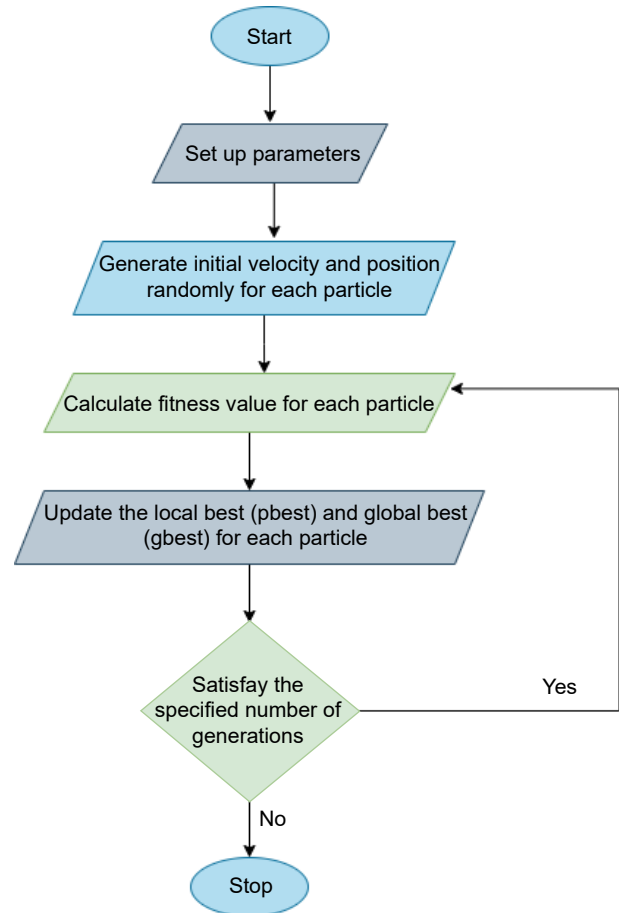 Start
Set up parameters
Generate initial velocity and position
randomly for each particle
Calculate fitness value for each particle
Update the local best (pbest) and global best
(gbest) for each particle
Satisfay the
specified number of
generations
Yes
No
Stop